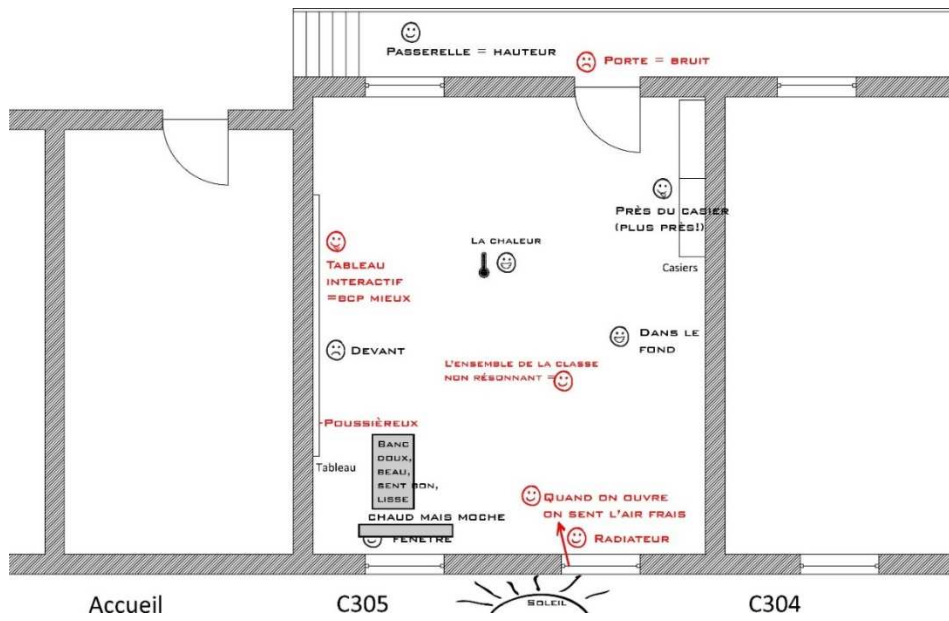 PASSERELLE = HAUTEUR
PORTE = BRUIT
PRÈS DU CASIER
(PLUS PRÈS!)
Casiers
LA CHALEUR
TABLEAU
INTERACTIF
=BCP MIEUX
DEVANT
DANS LE
FOND
L'ENSEMBLE DE LA CLASSE
NON RÉSONNANT =
-POUSSIÈREUX
Tableau
BANC
DOUX,
BEAU,
SENT BON,
LISSE
CHAUD MAIS MOCHE
FENÊTRE
QUAND ON OUVRE
ON SENT L'AIR FRAIS
RADIATEUR
Accueil
C305
SOLEIL
C304